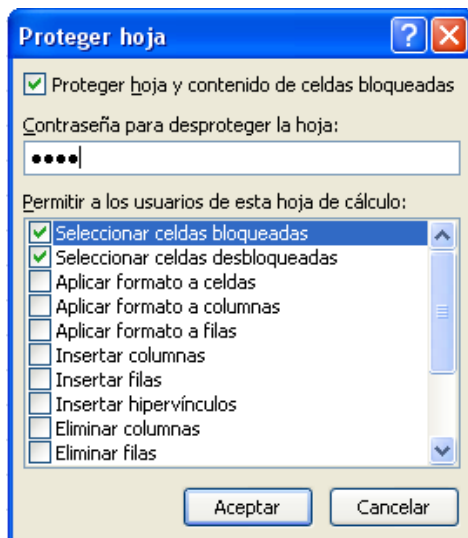 Proteger hoja
Proteger hoja y contenido de celdas bloqueadas
Contraseña para desproteger la hoja:
••••
Permitir a los usuarios de esta hoja de cálculo:
Seleccionar celdas bloqueadas
Seleccionar celdas desbloqueadas
Aplicar formato a celdas
Aplicar formato a columnas
Aplicar formato a filas
Insertar columnas
Insertar filas
Insertar hipervínculos
Eliminar columnas
Eliminar filas
Aceptar Cancelar